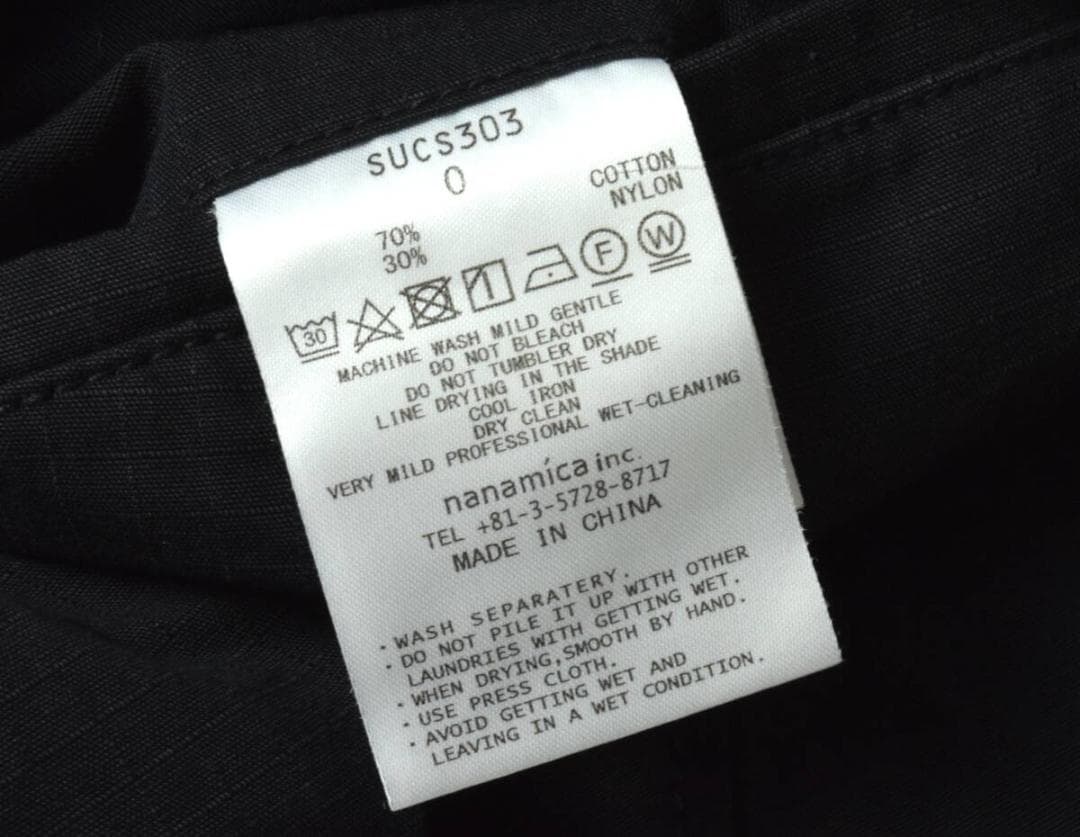 SUCS303
0
COTTON
NYLON
70%
30%
30
F
W
MACHINE WASH MILD GENTLE
DO NOT BLEACH
DO NOT TUMBLER DRY
LINE DRYING IN THE SHADE
COOL IRON
DRY CLEAN
VERY MILD PROFESSIONAL WET-CLEANING
nanamíca inc.
TEL +81-3-5728-8717
MADE IN CHINA
・WASH SEPARATERY.
・DO NOT PILE IT UP WITH OTHER
LAUNDRIES WITH GETTING WET.
・WHEN DRYING,SMOOTH BY HAND.
・USE PRESS CLOTH.
・AVOID GETTING WET AND
LEAVING IN A WET CONDITION.